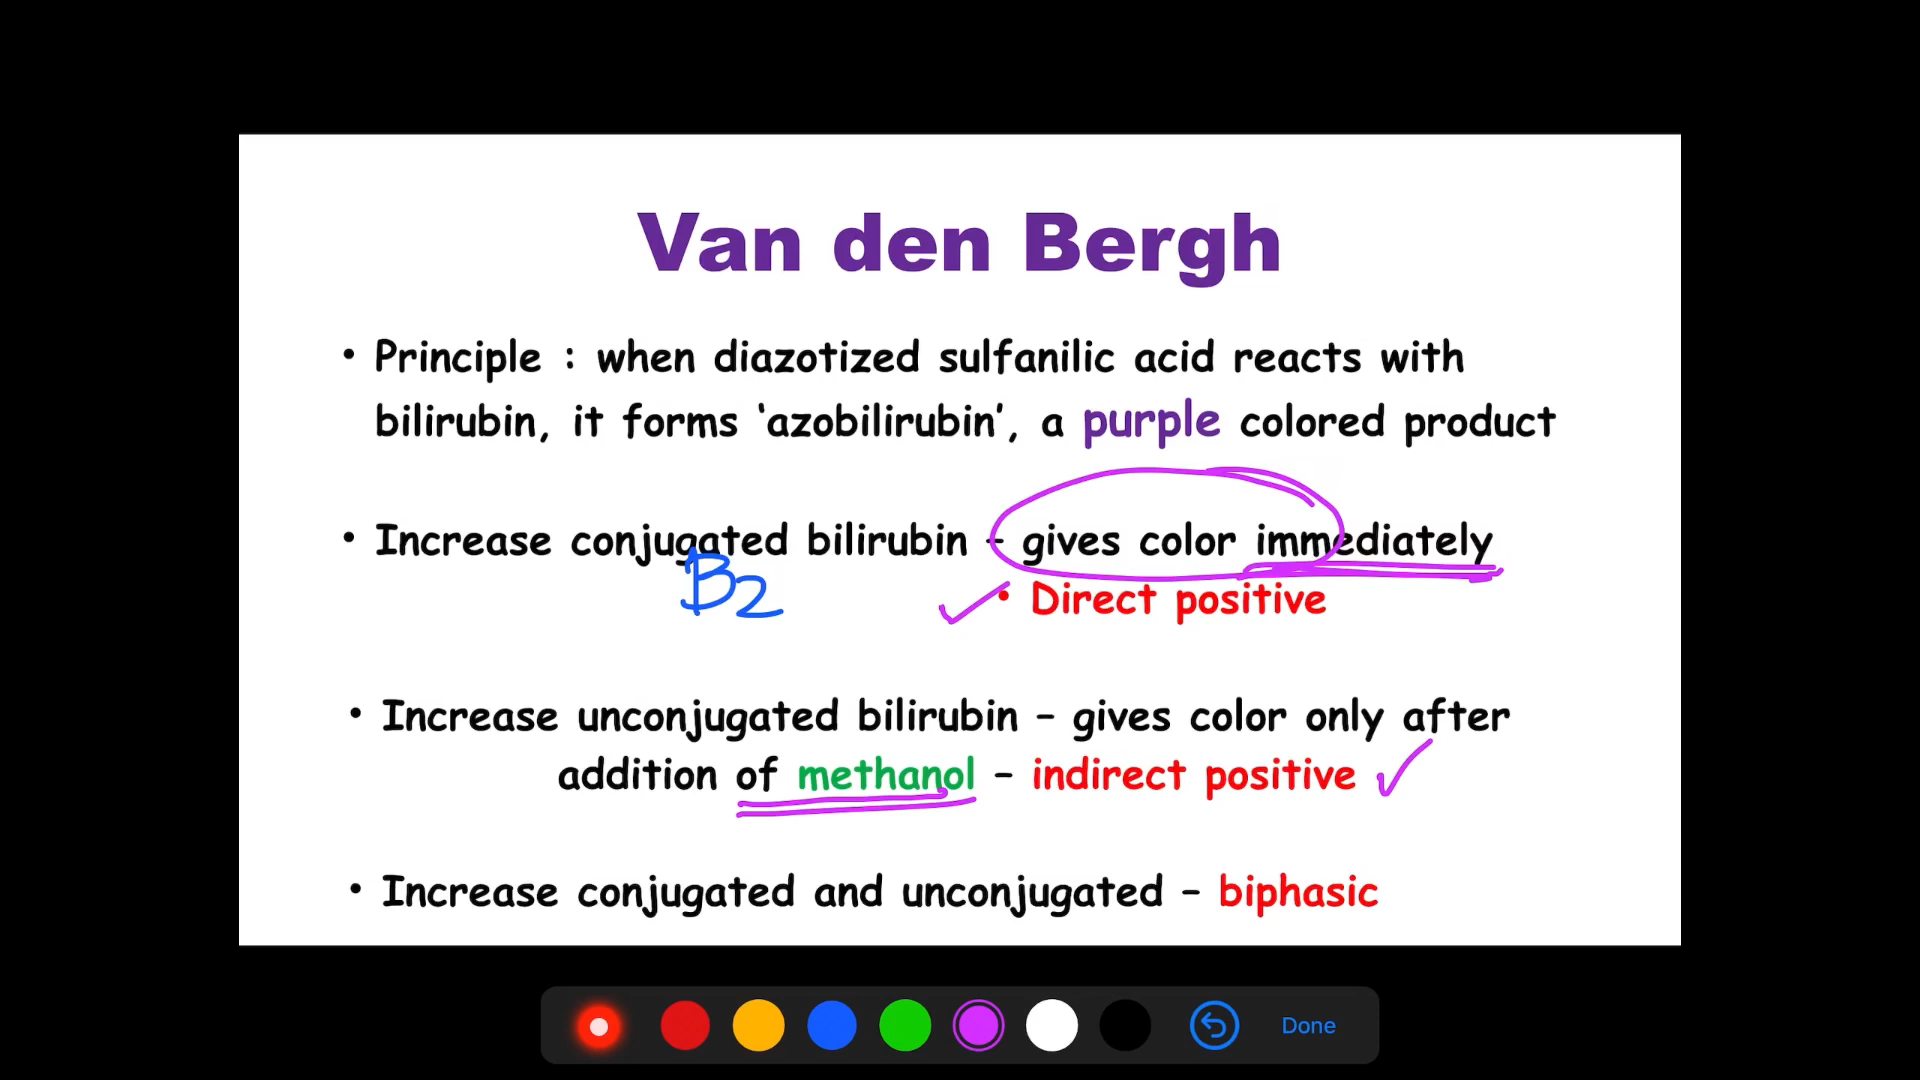 Van den Bergh
• Principle : when diazotized sulfanilic acid reacts with
bilirubin, it forms ‘azobilirubin’, a purple colored product
• Increase conjugated bilirubin – gives color immediately
B2
• Direct positive
• Increase unconjugated bilirubin – gives color only after
addition of methanol – indirect positive
• Increase conjugated and unconjugated – biphasic
Done